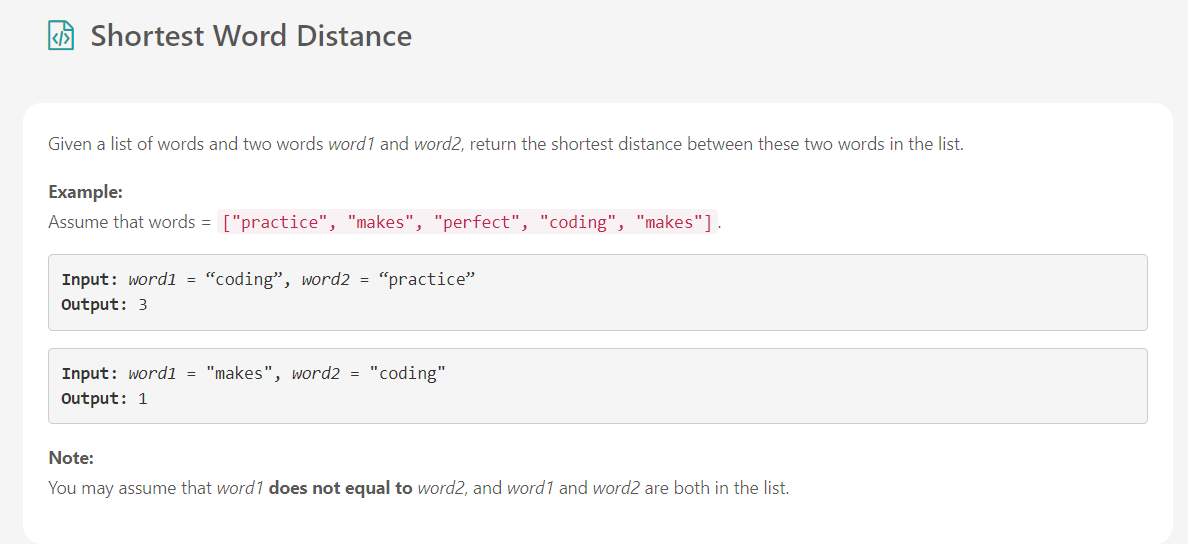 Shortest Word Distance
Given a list of words and two words word1 and word2, return the shortest distance between these two words in the list.
Example:
Assume that words = ["practice", "makes", "perfect", "coding", "makes"].
Input: word1 = “coding”, word2 = “practice”
Output: 3
Input: word1 = "makes", word2 = "coding"
Output: 1
Note:
You may assume that word1 does not equal to word2, and word1 and word2 are both in the list.